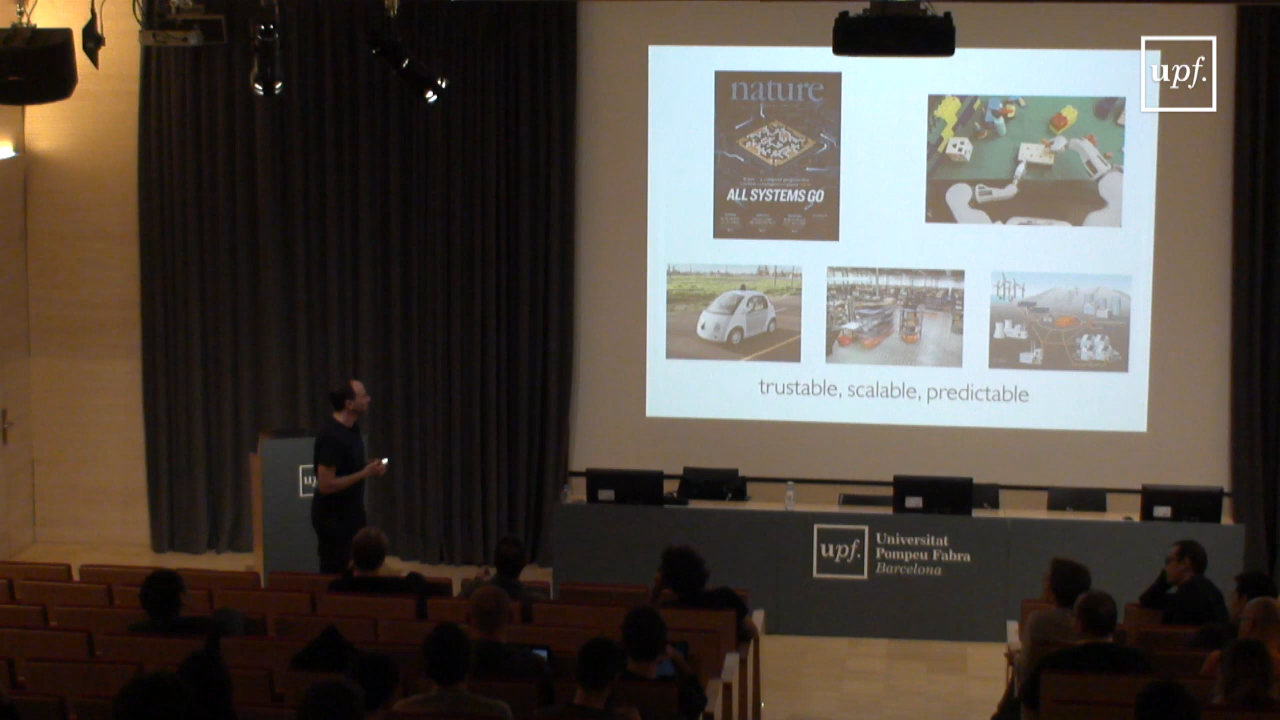 upf.
nature
ALL SYSTEMS GO
trustable, scalable, predictable
upf.
Universitat
Pompeu Fabra
Barcelona